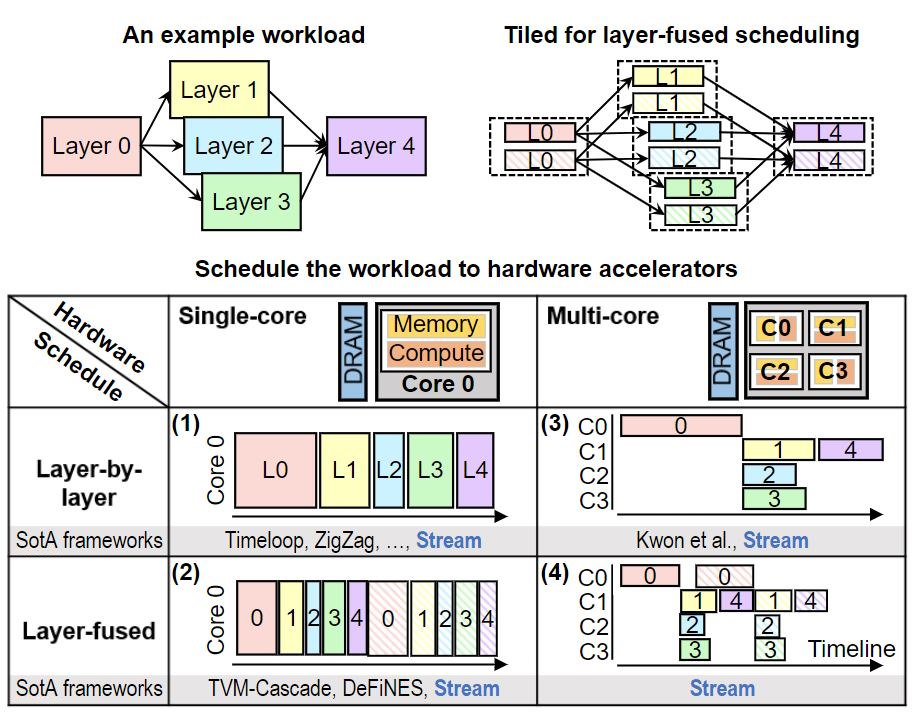 An example workload
Tiled for layer-fused scheduling
Layer 0
Layer 1
Layer 2
Layer 3
Layer 4
L0
L0
L1
L1
L2
L2
L3
L3
L4
L4
Schedule the workload to hardware accelerators
Hardware
Schedule
Single-core
DRAM
Memory
Compute
Core 0
Multi-core
DRAM
C0 C1
C2 C3
Layer-by-
layer
(1)
Core 0
L0 L1 L2 L3 L4
(3)
C0 0
C1 1 4
C2 2
C3 3
SotA frameworks
Timeloop, ZigZag, ..., Stream
Kwon et al., Stream
Layer-fused
(2)
Core 0
0 1 2 3 4 0 1 2 3 4
(4)
C0 0 0
C1 1 4 1 4
C2 2 2
C3 3 3
Timeline
SotA frameworks
TVM-Cascade, DeFiNES, Stream
Stream